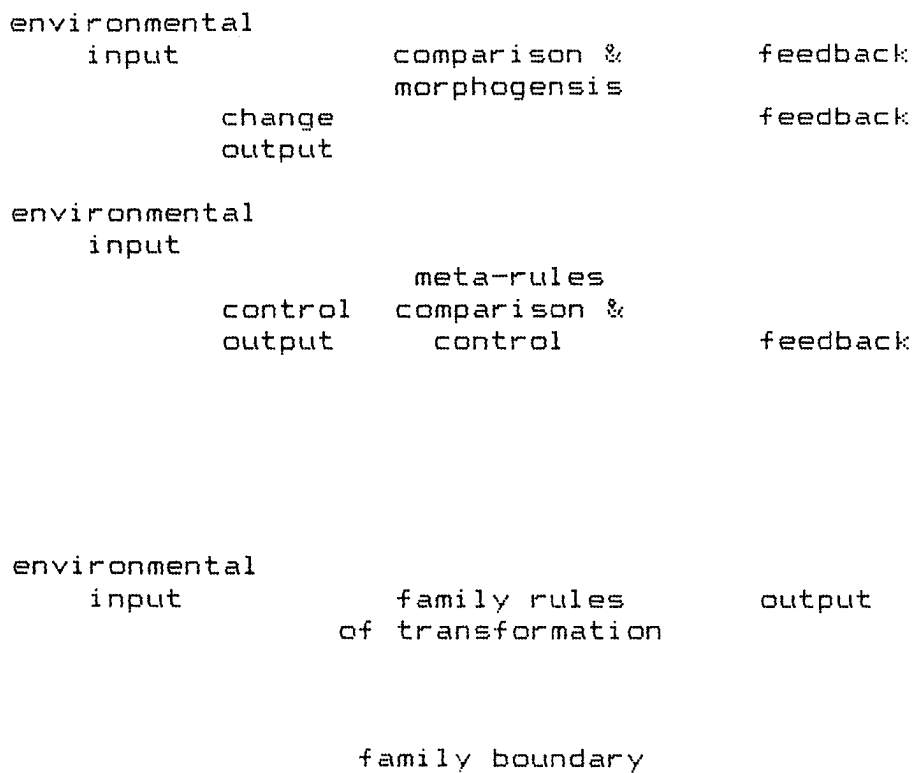 environmental
input comparison & feedback
morphogensis
change feedback
output
environmental
input
meta-rules
control comparison &
output control feedback
environmental
input family rules output
of transformation
family boundary